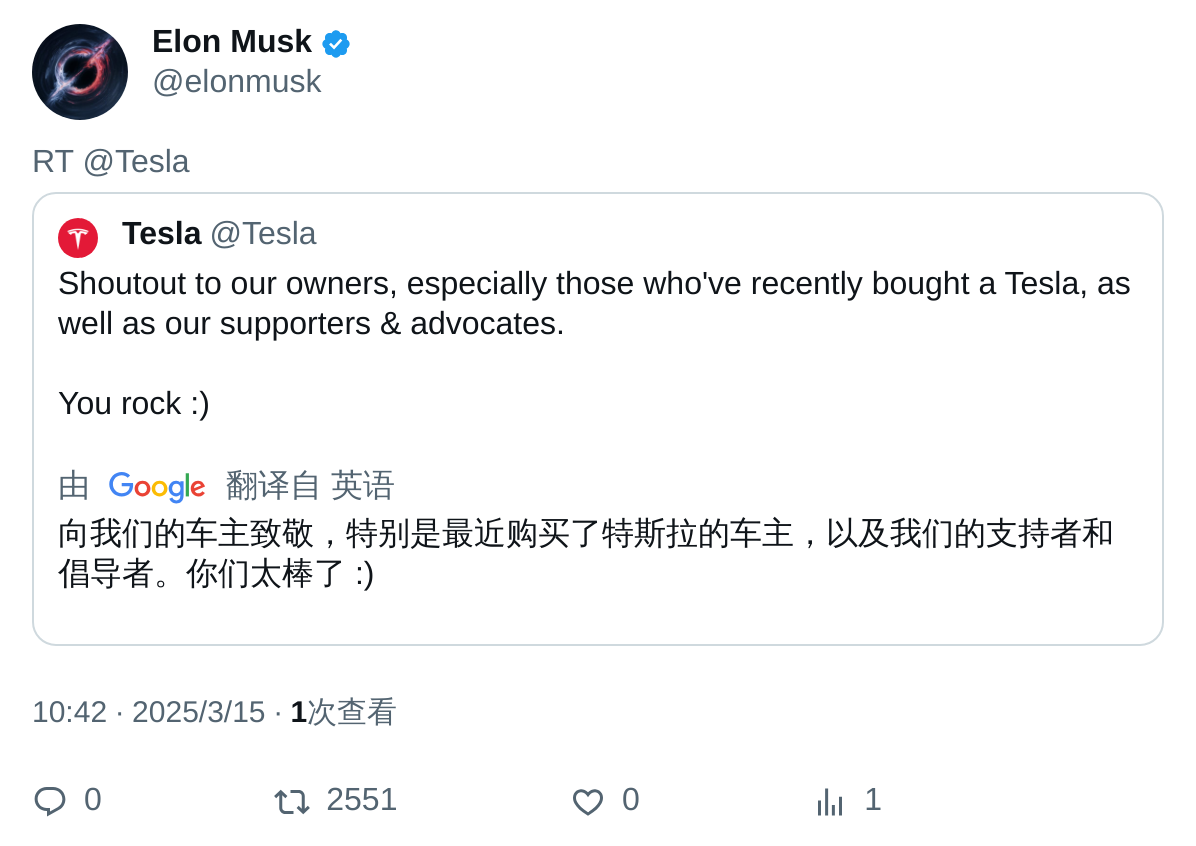 Elon Musk
@elonmusk
RT @Tesla
Tesla @Tesla
Shoutout to our owners, especially those who've recently bought a Tesla, as
well as our supporters & advocates.
You rock :)
由 Google 翻译自 英语
向我们的车主致敬，特别是最近购买了特斯拉的车主，以及我们的支持者和
倡导者。你们太棒了 :)
10:42 · 2025/3/15 · 1次查看
0 2551 0 1